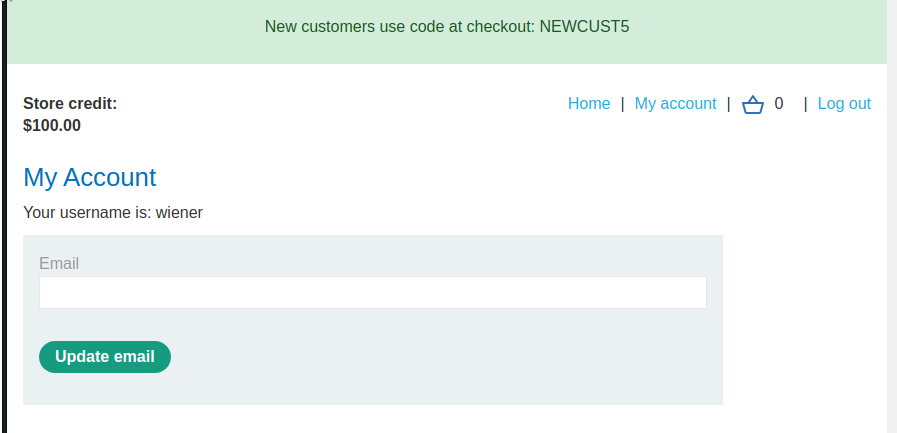 New customers use code at checkout: NEWCUST5
Store credit:
$100.00
Home | My account | 0 | Log out
My Account
Your username is: wiener
Email
Update email